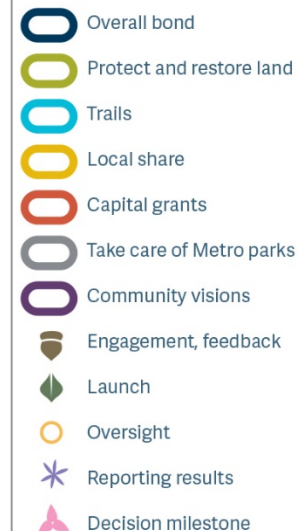 Overall bond
Protect and restore land
Trails
Local share
Capital grants
Take care of Metro parks
Community visions
Engagement, feedback
Launch
Oversight
Reporting results
Decision milestone